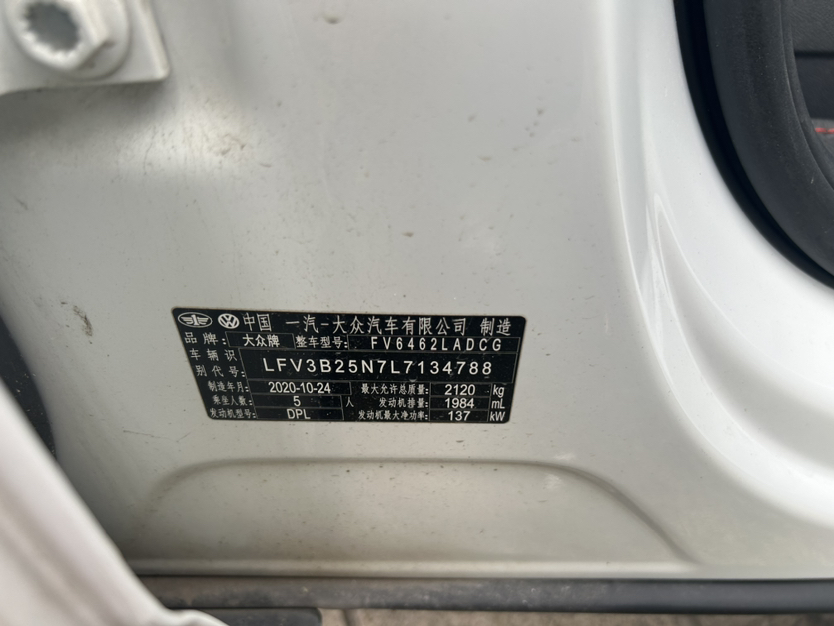 中国 一汽-大众汽车有限公司 制造
品牌: 大众牌 整车型号: FV6462LADCG
车辆识别代号: LFV3B25N7L7134788
制造年月: 2020-10-24 最大允许总质量: 2120 kg
乘坐人数: 5 人 发动机排量: 1984 mL
发动机型号: DPL 发动机最大净功率: 137 kW